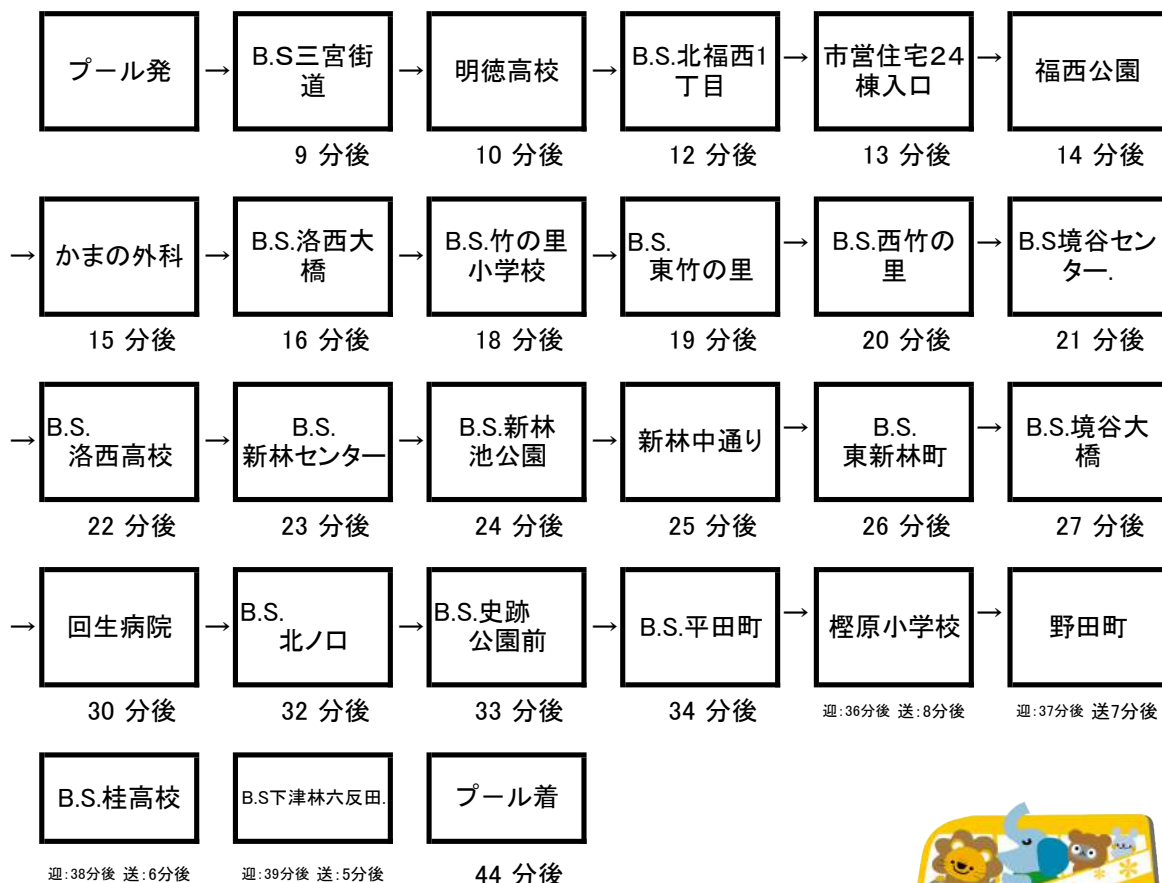 プール発 → B.S三宮街 → 明徳高校 → B.S.北福西1 → 市営住宅24 → 福西公園
道 丁目 棟入口
9 分後 10 分後 12 分後 13 分後 14 分後
→ かまの外科 → B.S.洛西大 → B.S.竹の里 → B.S. → B.S.西竹の → B.S境谷セン
橋 小学校 東竹の里 里 ター.
15 分後 16 分後 18 分後 19 分後 20 分後 21 分後
→ B.S. → B.S. → B.S.新林 → 新林中通り → B.S. → B.S.境谷大
洛西高校 新林センター 池公園 東新林町 橋
22 分後 23 分後 24 分後 25 分後 26 分後 27 分後
→ 回生病院 → B.S. → B.S.史跡 → B.S.平田町 → 樫原小学校 → 野田町
北ノ口 公園前
30 分後 32 分後 33 分後 34 分後 迎:36分後 送:8分後 迎:37分後 送7分後
B.S.桂高校 B.S下津林六反田. プール着
迎:38分後 送:6分後 迎:39分後 送:5分後 44 分後